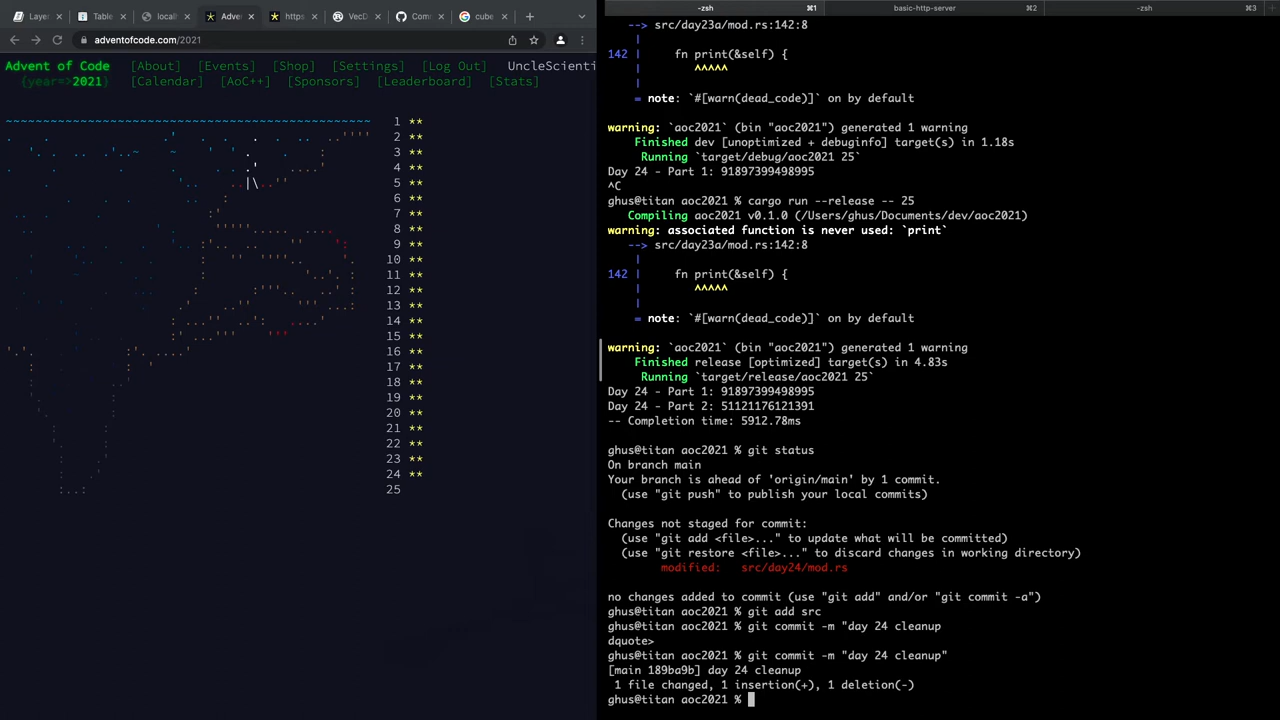 Layer
Table
localh
Adve
https
VecD
Com
cube
adventofcode.com/2021
Advent of Code [About] [Events] [Shop] [Settings] [Log Out] UncleScienti
{year=>2021} [Calendar] [AoC++] [Sponsors] [Leaderboard] [Stats]
1 **
2 **
3 **
4 **
5 **
6 **
7 **
8 **
9 **
10 **
11 **
12 **
13 **
14 **
15 **
16 **
17 **
18 **
19 **
20 **
21 **
22 **
23 **
24 **
25
-zsh ⌘1 basic-http-server ⌘2 -zsh ⌘3
--> src/day23a/mod.rs:142:8
|
142 | fn print(&self) {
| ^^^^^
|
= note: `#[warn(dead_code)]` on by default
warning: `aoc2021` (bin "aoc2021") generated 1 warning
Finished dev [unoptimized + debuginfo] target(s) in 1.18s
Running `target/debug/aoc2021 25`
Day 24 - Part 1: 91897399498995
^C
ghus@titan aoc2021 % cargo run --release -- 25
Compiling aoc2021 v0.1.0 (/Users/ghus/Documents/dev/aoc2021)
warning: associated function is never used: `print`
--> src/day23a/mod.rs:142:8
|
142 | fn print(&self) {
| ^^^^^
|
= note: `#[warn(dead_code)]` on by default
warning: `aoc2021` (bin "aoc2021") generated 1 warning
Finished release [optimized] target(s) in 4.83s
Running `target/release/aoc2021 25`
Day 24 - Part 1: 91897399498995
Day 24 - Part 2: 51121176121391
-- Completion time: 5912.78ms
ghus@titan aoc2021 % git status
On branch main
Your branch is ahead of 'origin/main' by 1 commit.
(use "git push" to publish your local commits)
Changes not staged for commit:
(use "git add <file>..." to update what will be committed)
(use "git restore <file>..." to discard changes in working directory)
modified: src/day24/mod.rs
no changes added to commit (use "git add" and/or "git commit -a")
ghus@titan aoc2021 % git add src
ghus@titan aoc2021 % git commit -m "day 24 cleanup
dquote>
ghus@titan aoc2021 % git commit -m "day 24 cleanup"
[main 189ba9b] day 24 cleanup
1 file changed, 1 insertion(+), 1 deletion(-)
ghus@titan aoc2021 %